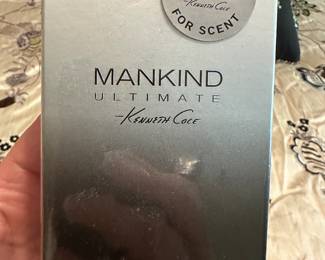 -Kenneth Cole
FOR SCENT
MANKIND
ULTIMATE
-Kenneth Cole